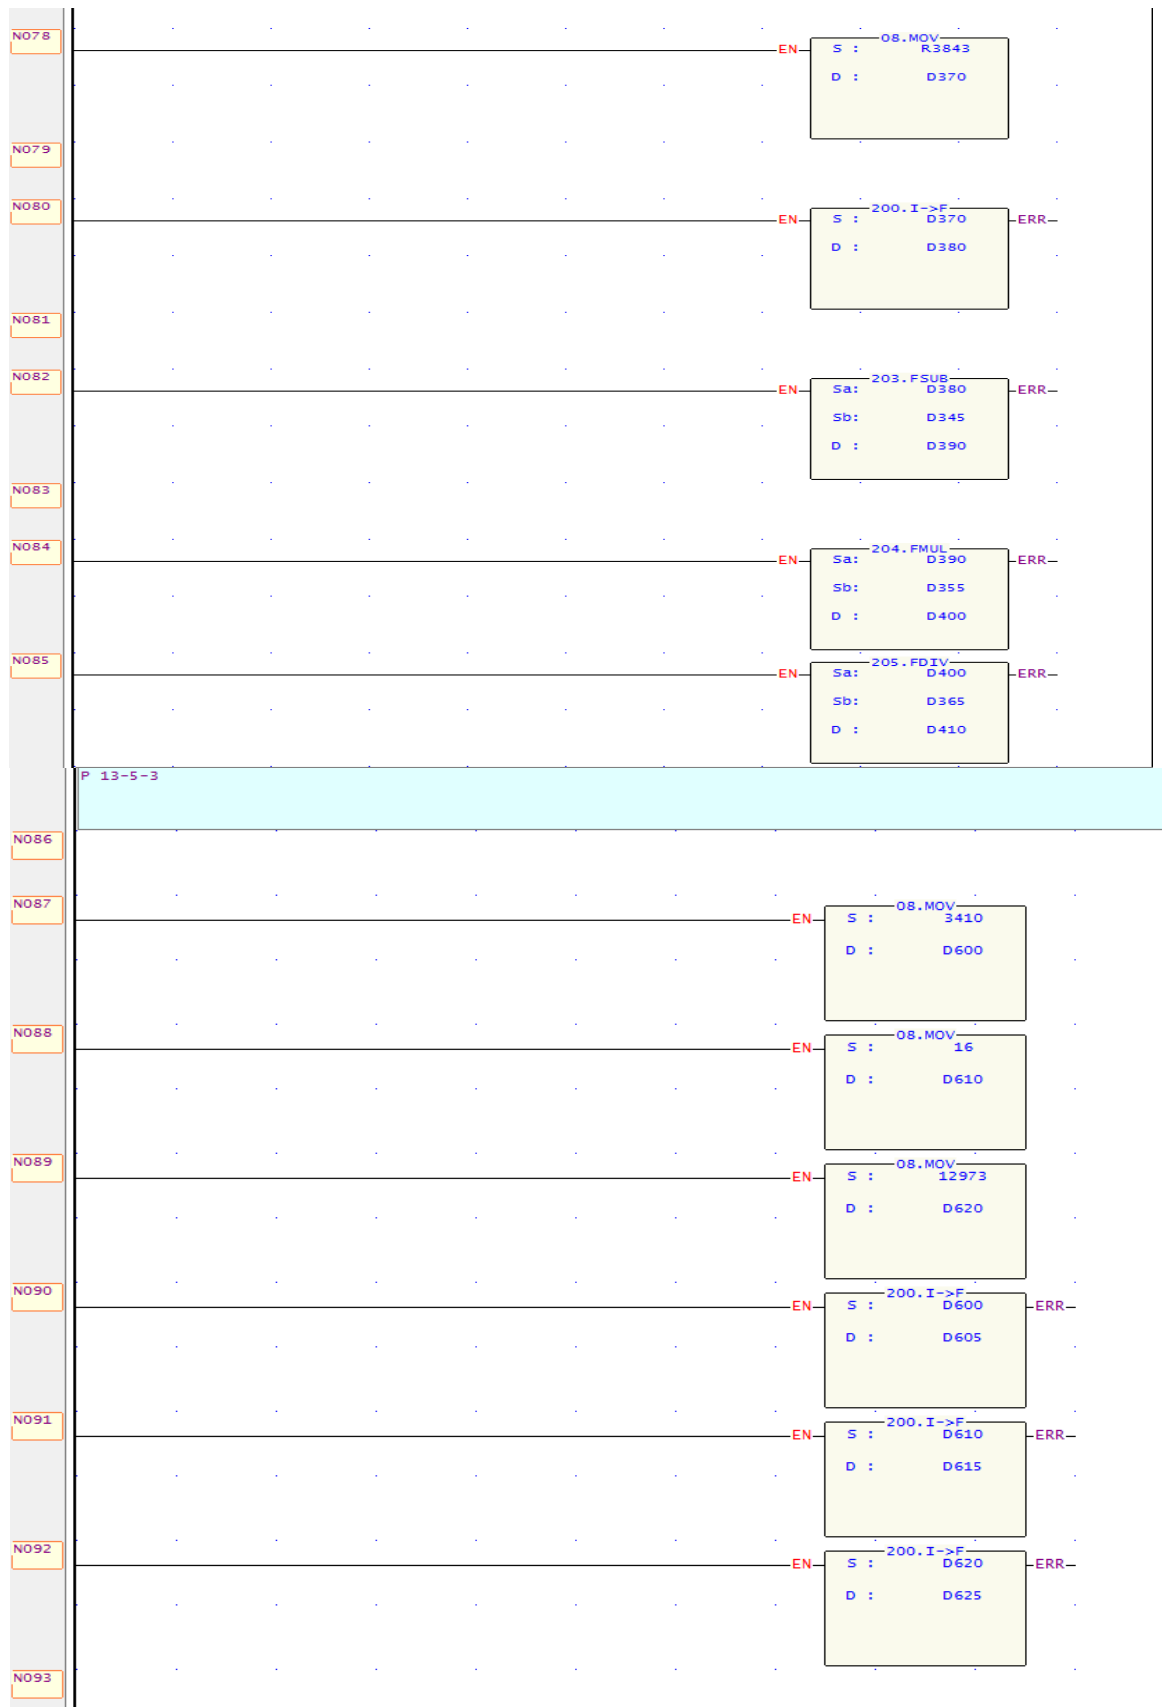 N078
08.MOV
EN S : R3843
D : D370
N079
N080
200.I->F
EN S : D370 ERR
D : D380
N081
N082
203.FSUB
EN Sa: D380 ERR
Sb: D345
D : D390
N083
N084
204.FMUL
EN Sa: D390 ERR
Sb: D355
D : D400
N085
205.FDIV
EN Sa: D400 ERR
Sb: D365
D : D410
P 13-5-3
N086
N087
08.MOV
EN S : 3410
D : D600
N088
08.MOV
EN S : 16
D : D610
N089
08.MOV
EN S : 12973
D : D620
N090
200.I->F
EN S : D600 ERR
D : D605
N091
200.I->F
EN S : D610 ERR
D : D615
N092
200.I->F
EN S : D620 ERR
D : D625
N093